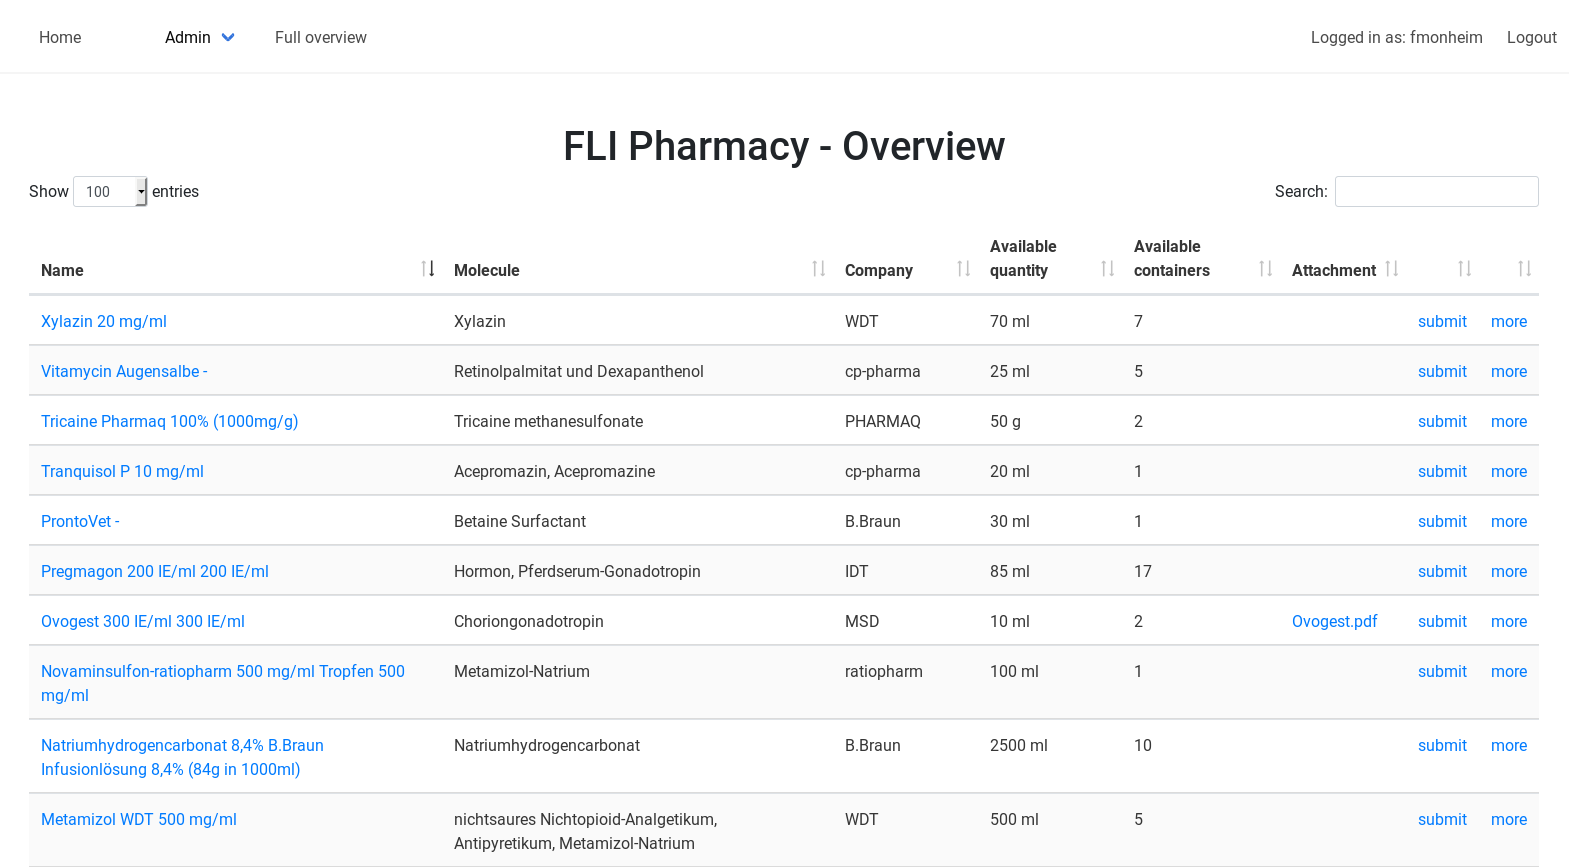 Home Admin Full overview Logged in as: fmonheim Logout
FLI Pharmacy - Overview
Show 100 entries Search:
Name Molecule Company Available quantity Available containers Attachment
Xylazin 20 mg/ml Xylazin WDT 70 ml 7 submit more
Vitamycin Augensalbe - Retinolpalmitat und Dexapanthenol cp-pharma 25 ml 5 submit more
Tricaine Pharmaq 100% (1000mg/g) Tricaine methanesulfonate PHARMAQ 50 g 2 submit more
Tranquisol P 10 mg/ml Acepromazin, Acepromazine cp-pharma 20 ml 1 submit more
ProntoVet - Betaine Surfactant B.Braun 30 ml 1 submit more
Pregmagon 200 IE/ml 200 IE/ml Hormon, Pferdserum-Gonadotropin IDT 85 ml 17 submit more
Ovogest 300 IE/ml 300 IE/ml Choriongonadotropin MSD 10 ml 2 Ovogest.pdf submit more
Novaminsulfon-ratiopharm 500 mg/ml Tropfen 500 Metamizol-Natrium ratiopharm 100 ml 1 submit more
mg/ml
Natriumhydrogencarbonat 8,4% B.Braun Natriumhydrogencarbonat B.Braun 2500 ml 10 submit more
Infusionlösung 8,4% (84g in 1000ml)
Metamizol WDT 500 mg/ml nichtsaures Nichtopioid-Analgetikum, WDT 500 ml 5 submit more
Antipyretikum, Metamizol-Natrium